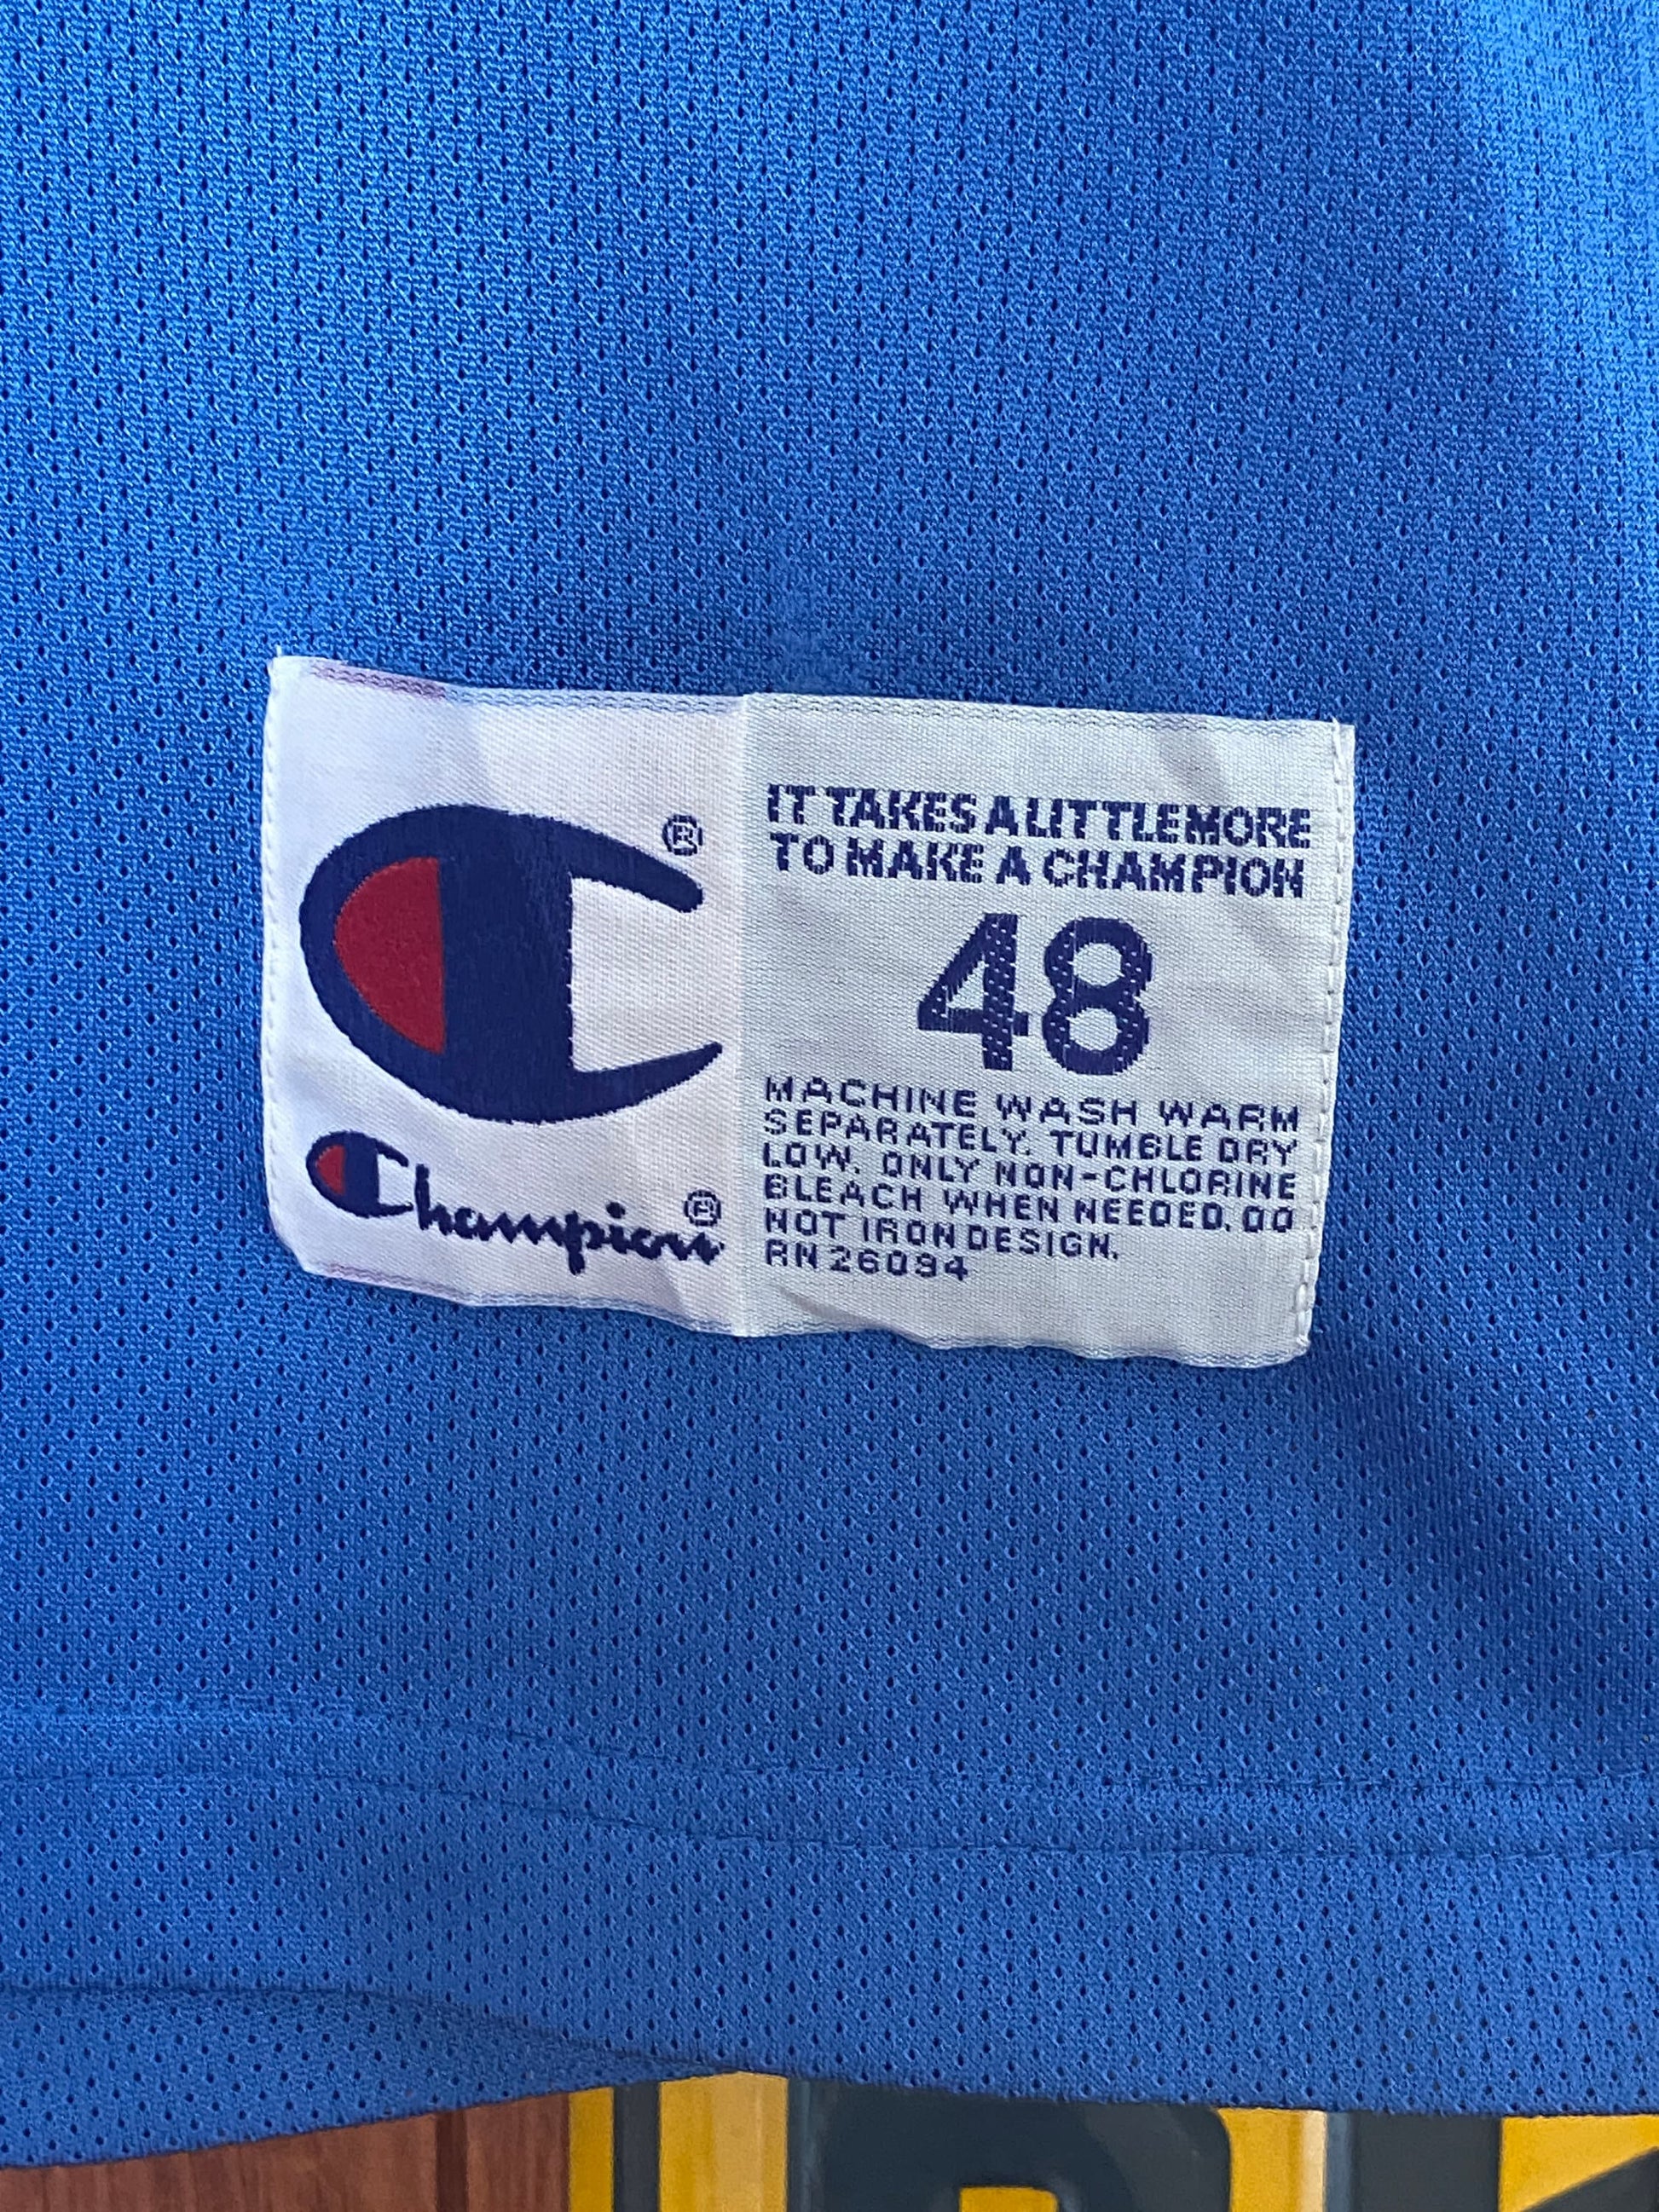 ®
Champion®
IT TAKES A LITTLE MORE
TO MAKE A CHAMPION
48
MACHINE WASH WARM
SEPARATELY. TUMBLE DRY
LOW. ONLY NON-CHLORINE
BLEACH WHEN NEEDED. DO
NOT IRON DESIGN.
RN 26094